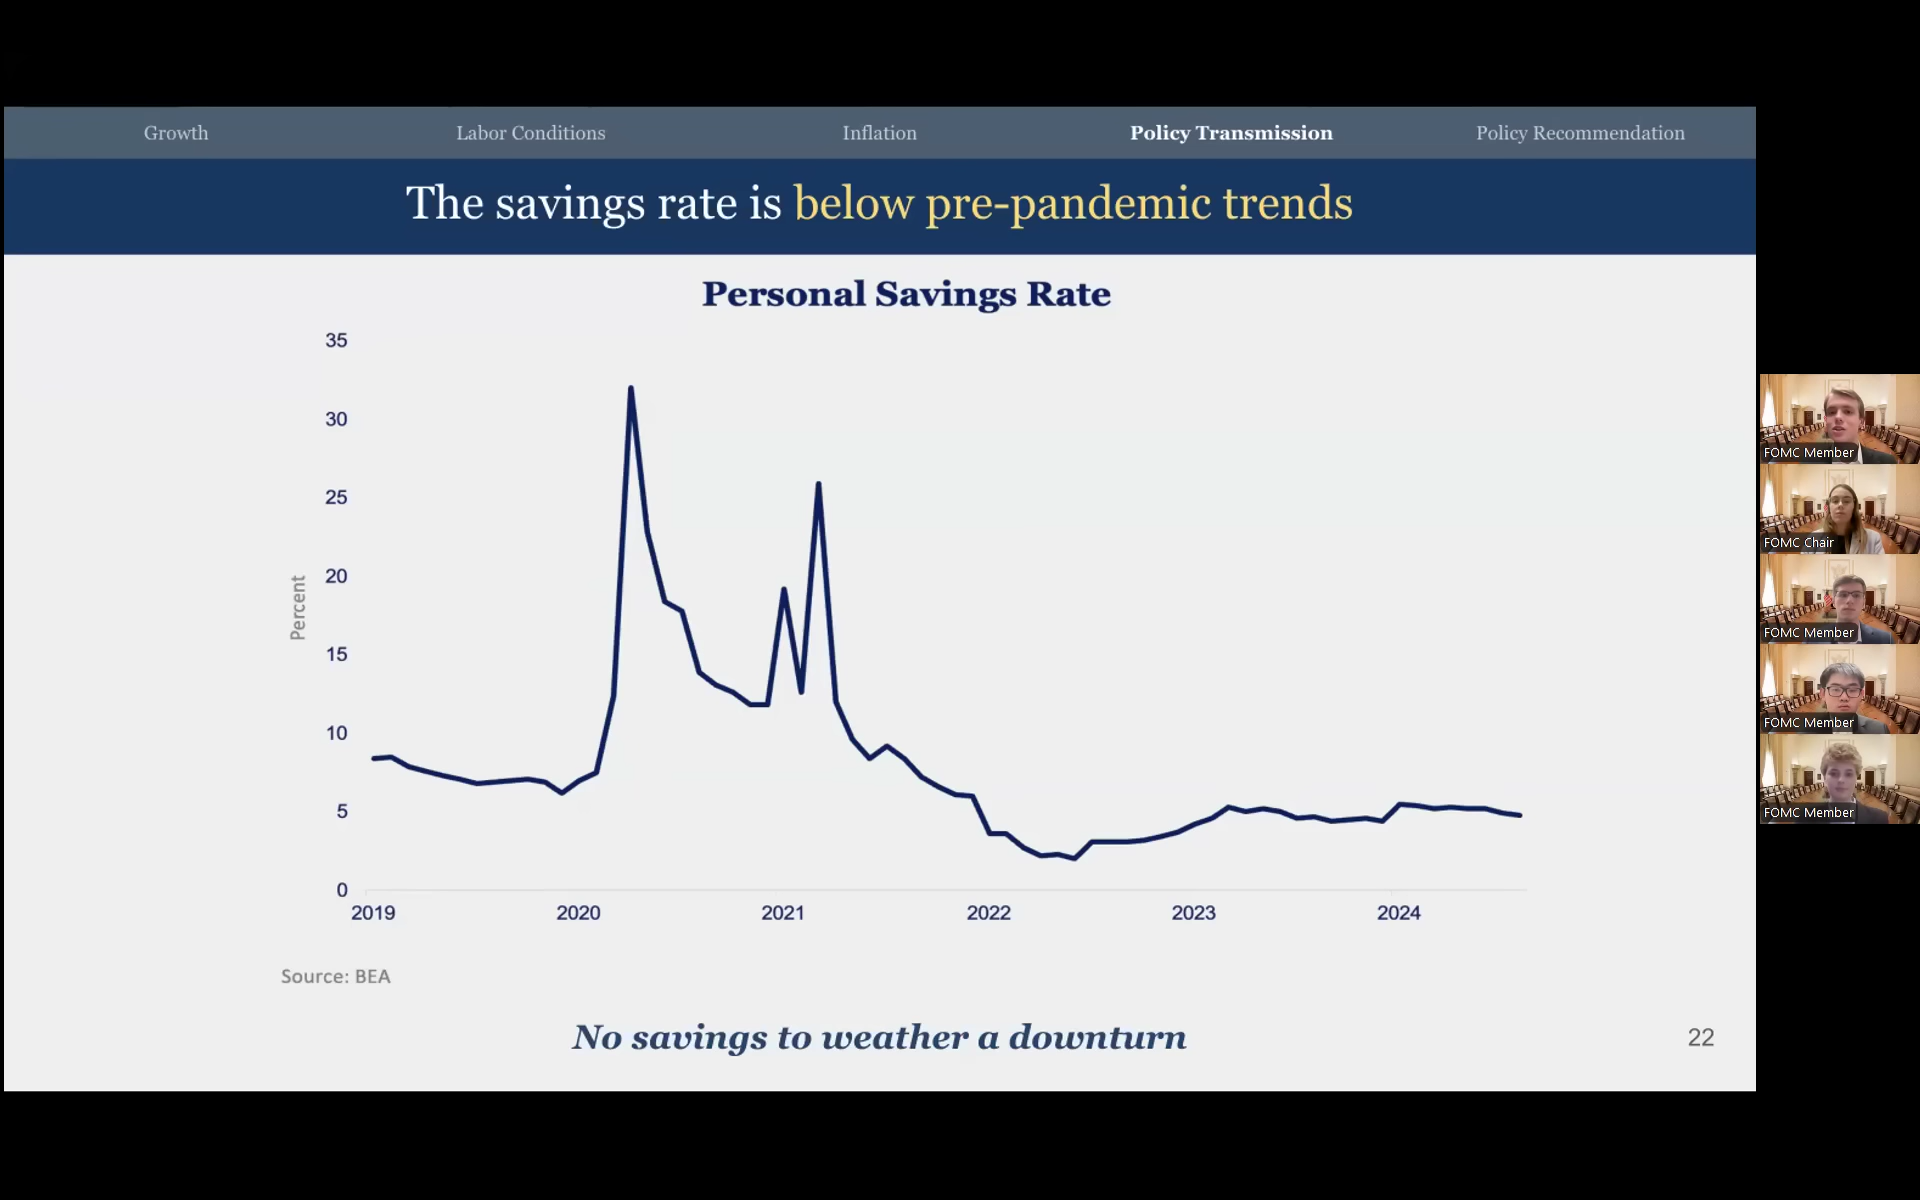 Growth
Labor Conditions
Inflation
Policy Transmission
Policy Recommendation
The savings rate is below pre-pandemic trends
Personal Savings Rate
35
30
25
20
15
10
5
0
Percent
2019
2020
2021
2022
2023
2024
Source: BEA
No savings to weather a downturn
22
FOMC Member
FOMC Chair
FOMC Member
FOMC Member
FOMC Member